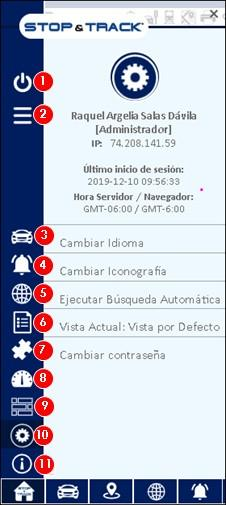 STOP & TRACK
×
1
2
Raquel Argelia Salas Dávila
[Administrador]
IP: 74.208.141.59
Último inicio de sesión:
2019-12-10 09:56:33
Hora Servidor / Navegador:
GMT-06:00 / GMT-6:00
3
Cambiar Idioma
4
Cambiar Iconografía
5
Ejecutar Búsqueda Automática
6
Vista Actual: Vista por Defecto
7
Cambiar contraseña
8
9
10
11